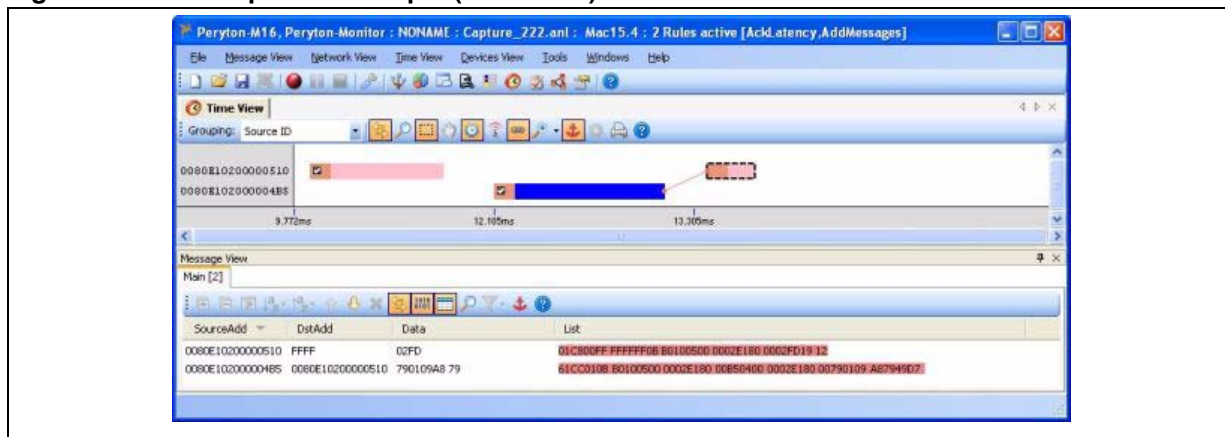 Peryton-M16, Peryton-Monitor : NONAME : Capture_222.anl : Mac15.4 : 2 Rules active [AckLatency,AddMessages]
File Message View Network View Time View Devices View Tools Windows Help
Time View
Grouping: Source ID
0080E10200000510
0080E102000004B5
9.772ms 12.105ms 13.305ms
Message View
Main [2]
SourceAdd DstAdd Data List
0080E10200000510 FFFF 02FD 01C800FF FFFFFF0B B0100500 0002E180 0002FD19 12
0080E102000004B5 0080E10200000510 790109A8 79 61CC010B B0100500 0002E180 00B50400 0002E180 00790109 A87949D7